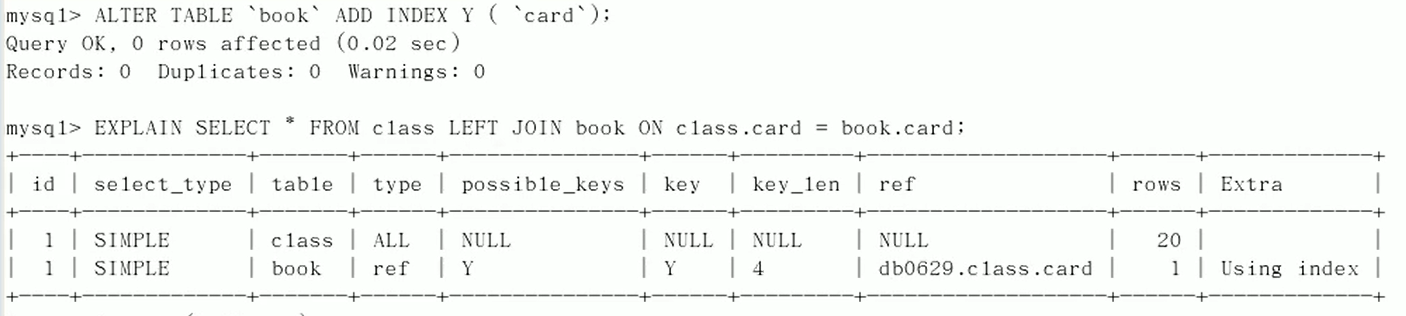 mysql> ALTER TABLE `book` ADD INDEX Y ( `card`);
Query OK, 0 rows affected (0.02 sec)
Records: 0  Duplicates: 0  Warnings: 0
mysql> EXPLAIN SELECT * FROM class LEFT JOIN book ON class.card = book.card;
+----+-------------+-------+------+---------------+------+---------+-------------------+------+-------------+
| id | select_type | table | type | possible_keys | key | key_len | ref | rows | Extra |
+----+-------------+-------+------+---------------+------+---------+-------------------+------+-------------+
| 1 | SIMPLE | class | ALL | NULL | NULL | NULL | NULL | 20 | |
| 1 | SIMPLE | book | ref | Y | Y | 4 | db0629.class.card | 1 | Using index |
+----+-------------+-------+------+---------------+------+---------+-------------------+------+-------------+